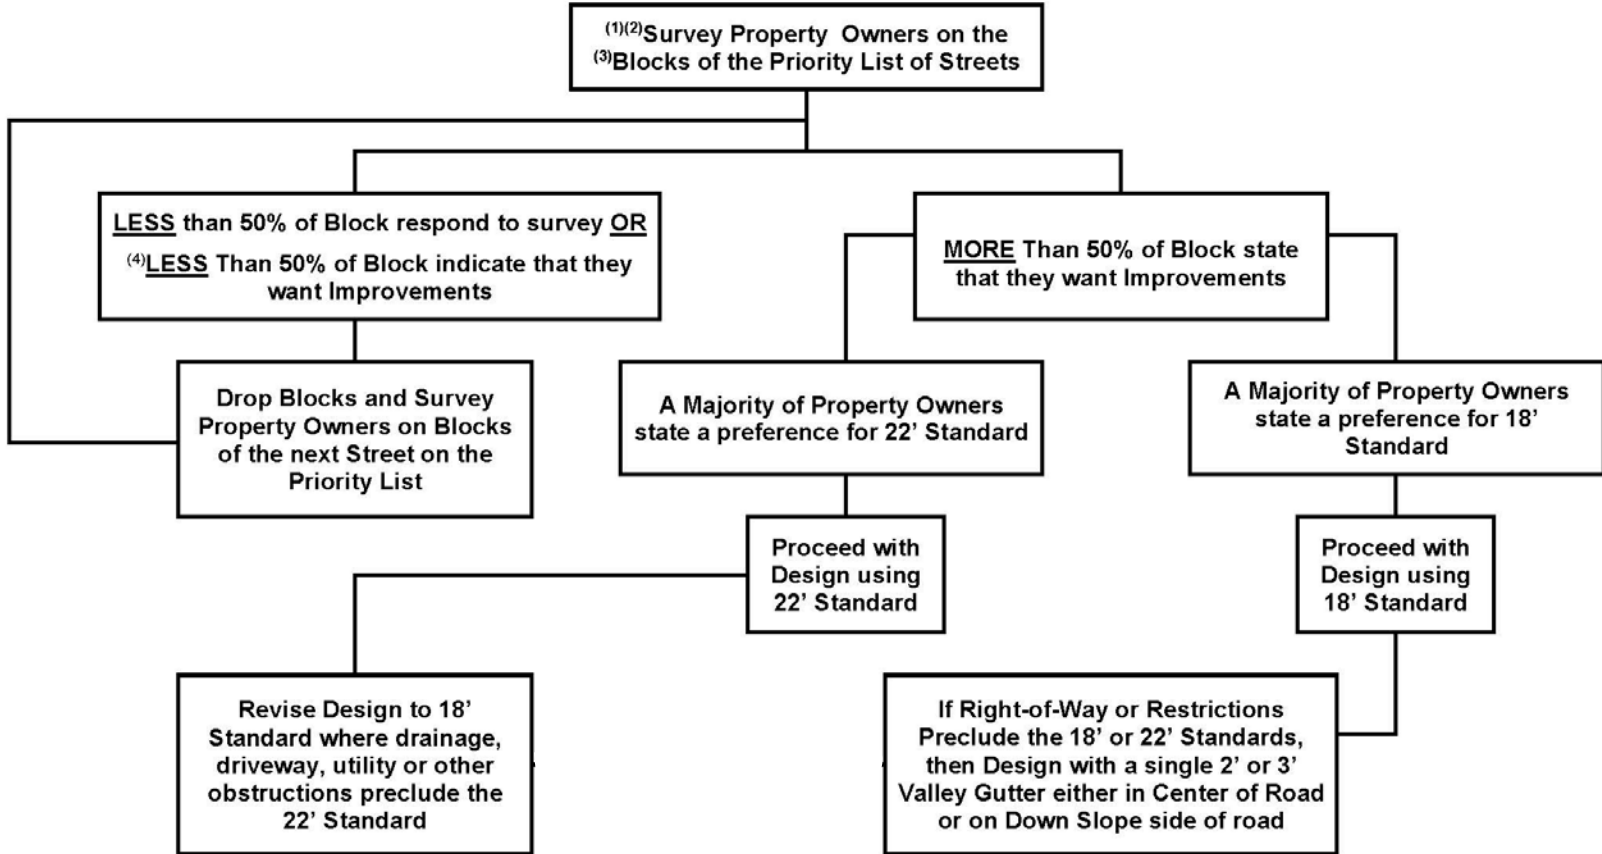 (1)(2)Survey Property Owners on the
(3)Blocks of the Priority List of Streets
LESS than 50% of Block respond to survey OR
(4)LESS Than 50% of Block indicate that they
want Improvements
MORE Than 50% of Block state
that they want Improvements
Drop Blocks and Survey
Property Owners on Blocks
of the next Street on the
Priority List
A Majority of Property Owners
state a preference for 22’ Standard
A Majority of Property Owners
state a preference for 18’
Standard
Proceed with
Design using
22’ Standard
Proceed with
Design using
18’ Standard
Revise Design to 18’
Standard where drainage,
driveway, utility or other
obstructions preclude the
22’ Standard
If Right-of-Way or Restrictions
Preclude the 18’ or 22’ Standards,
then Design with a single 2’ or 3’
Valley Gutter either in Center of Road
or on Down Slope side of road